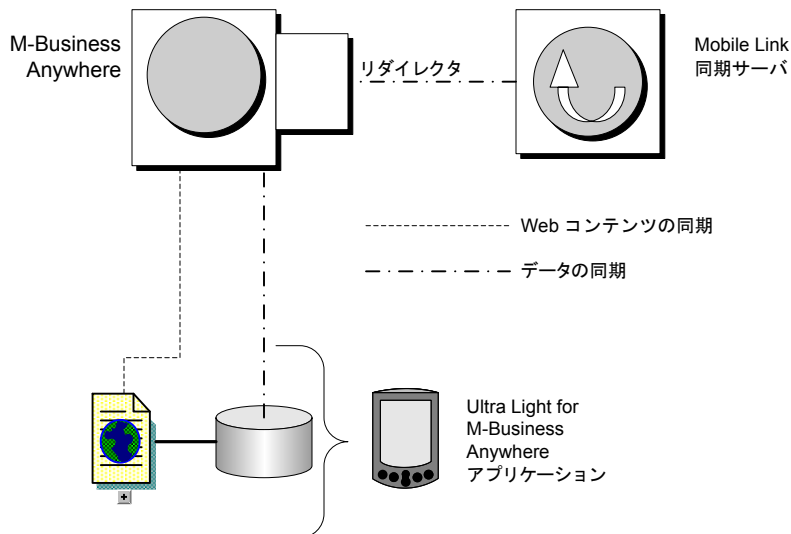 M-Business
Anywhere
リダイレクタ
Mobile Link
同期サーバ
Web コンテンツの同期
データの同期
Ultra Light for
M-Business
Anywhere
アプリケーション